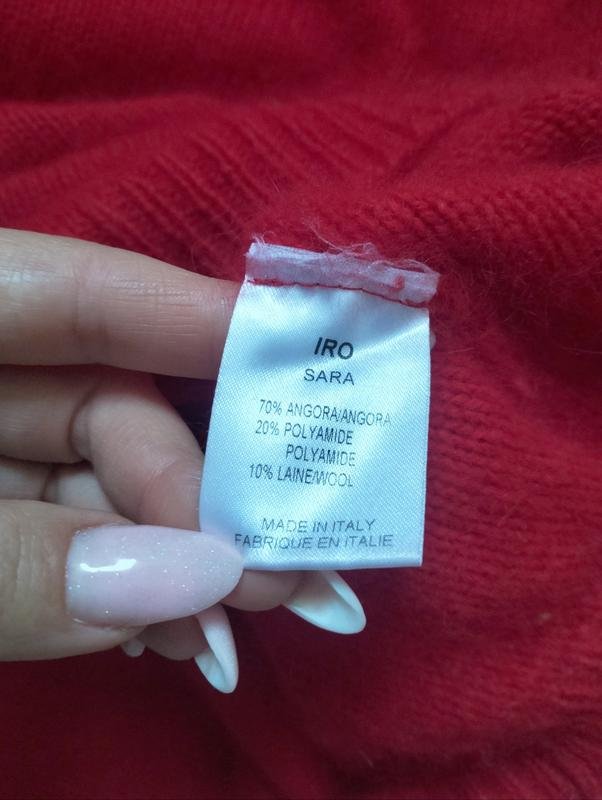 IRO
SARA
70% ANGORA/ANGORA
20% POLYAMIDE
POLYAMIDE
10% LAINE/WOOL
MADE IN ITALY
FABRIQUE EN ITALIE